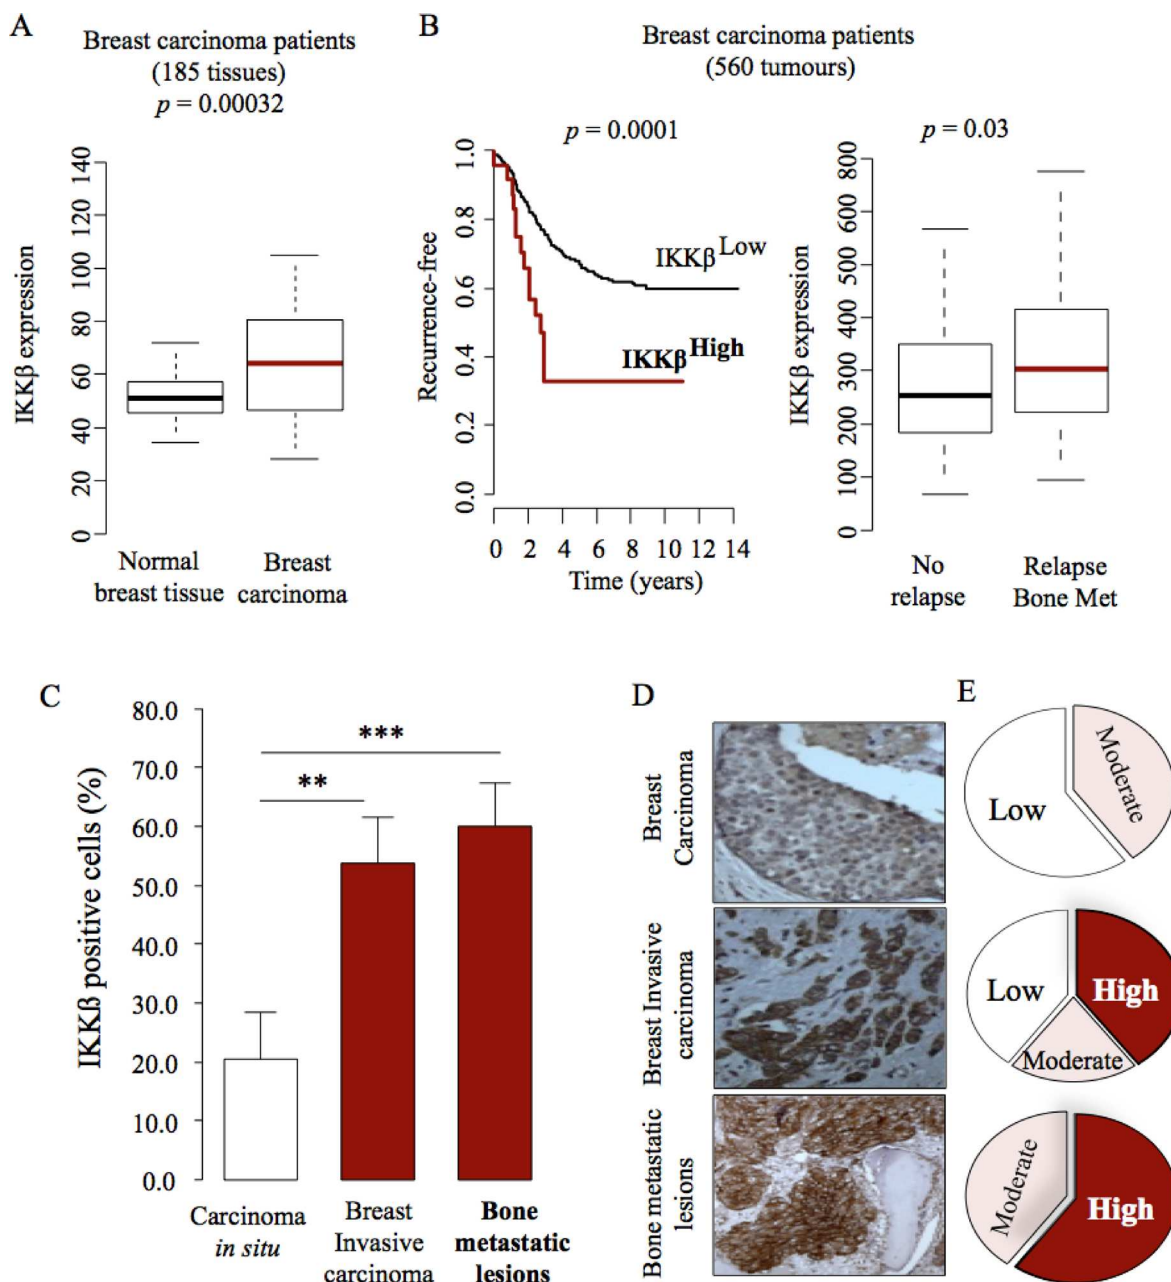 A
Breast carcinoma patients
(185 tissues)
p = 0.00032
IKKβ expression
140
120
100
80
60
40
20
0
Normal
breast tissue
Breast
carcinoma
B
Breast carcinoma patients
(560 tumours)
p = 0.0001
Recurrence-free
1.0
0.8
0.6
0.4
0.2
0.0
IKKβLow
IKKβHigh
0 2 4 6 8 10 12 14
Time (years)
p = 0.03
IKKβ expression
800
600
500
400
300
200
100
0
No
relapse
Relapse
Bone Met
C
IKKß positive cells (%)
80.0
70.0
60.0
50.0
40.0
30.0
20.0
10.0
0.0
***
**
Carcinoma
in situ
Breast
Invasive
carcinoma
Bone
metastatic
lesions
D
Breast
Carcinoma
Breast Invasive
carcinoma
Bone metastatic
lesions
E
Low
Moderate
Low
High
Moderate
Moderate
High